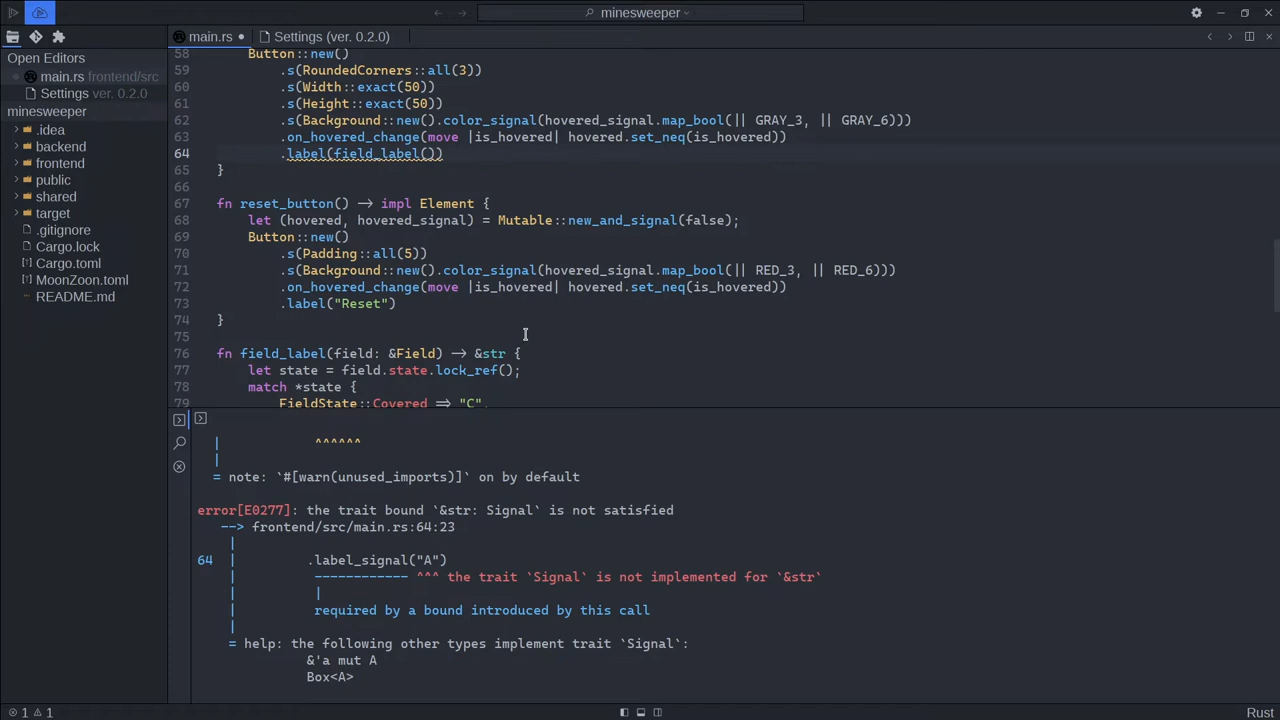 minesweeper
main.rs
Settings (ver. 0.2.0)
Open Editors
main.rs frontend/src
Settings ver. 0.2.0
minesweeper
.idea
backend
frontend
public
shared
target
.gitignore
Cargo.lock
Cargo.toml
MoonZoon.toml
README.md
58 Button::new()
59 .s(RoundedCorners::all(3))
60 .s(Width::exact(50))
61 .s(Height::exact(50))
62 .s(Background::new().color_signal(hovered_signal.map_bool(|| GRAY_3, || GRAY_6)))
63 .on_hovered_change(move |is_hovered| hovered.set_neq(is_hovered))
64 .label(field_label())
65 }
66
67 fn reset_button() -> impl Element {
68 let (hovered, hovered_signal) = Mutable::new_and_signal(false);
69 Button::new()
70 .s(Padding::all(5))
71 .s(Background::new().color_signal(hovered_signal.map_bool(|| RED_3, || RED_6)))
72 .on_hovered_change(move |is_hovered| hovered.set_neq(is_hovered))
73 .label("Reset")
74 }
75
76 fn field_label(field: &Field) -> &str {
77 let state = field.state.lock_ref();
78 match *state {
79 FieldState::Covered => "C",
| ^^^^^^
|
= note: `#[warn(unused_imports)]` on by default
error[E0277]: the trait bound `&str: Signal` is not satisfied
--> frontend/src/main.rs:64:23
|
64 | .label_signal("A")
| ------------ ^^^ the trait `Signal` is not implemented for `&str`
| |
| required by a bound introduced by this call
|
= help: the following other types implement trait `Signal`:
&'a mut A
Box<A>
1 1
Rust